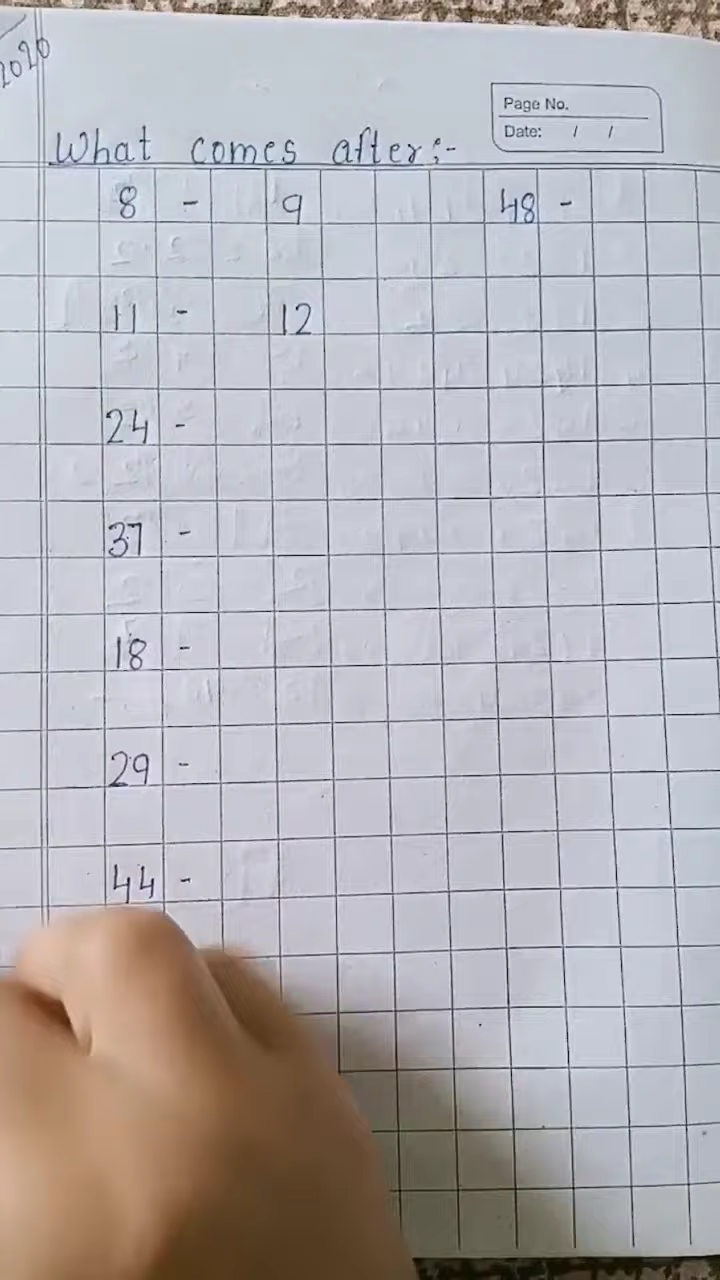 2020
Page No.
Date: / /
What comes after:-
8 - 9 48 -
11 - 12
24 -
37 -
18 -
29 -
44 -